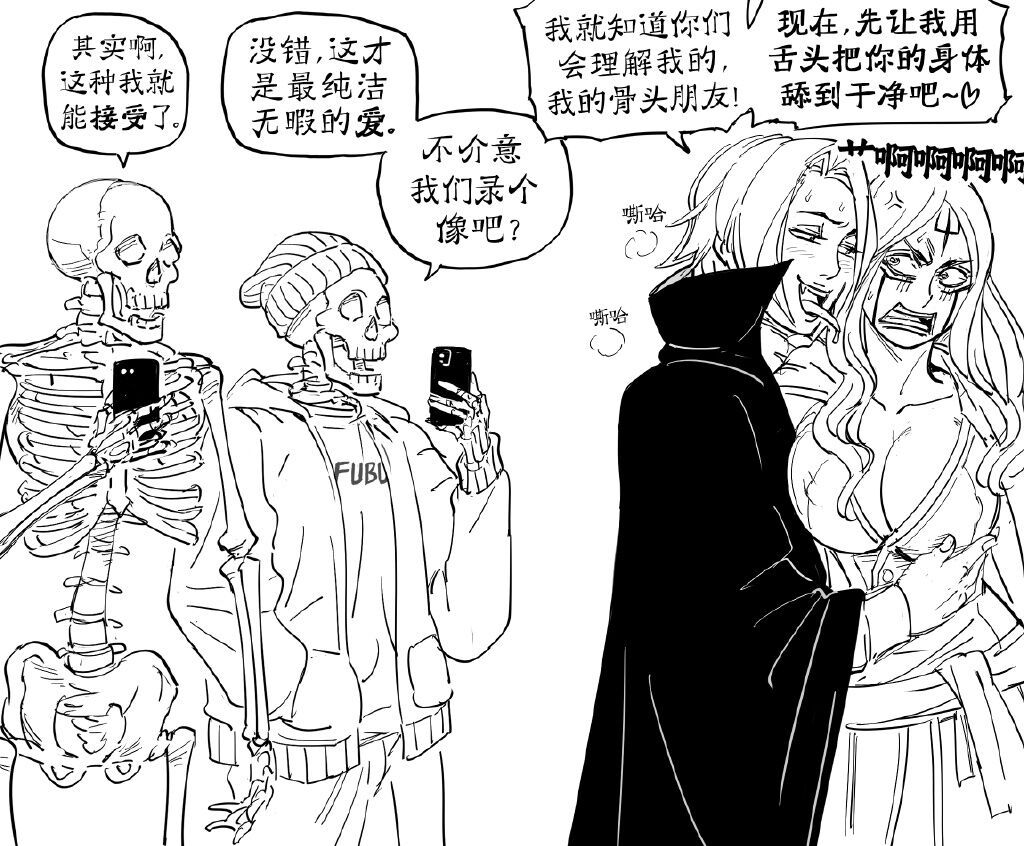 其实啊,
这种我就
能接受了。
没错,这才
是最纯洁
无暇的爱.
不介意
我们录个
像吧?
我就知道你们
会理解我的,
我的骨头朋友!
现在,先让我用
舌头把你的身体
舔到干净吧~♡
艹啊啊啊啊
嘶哈
嘶哈
FUBU